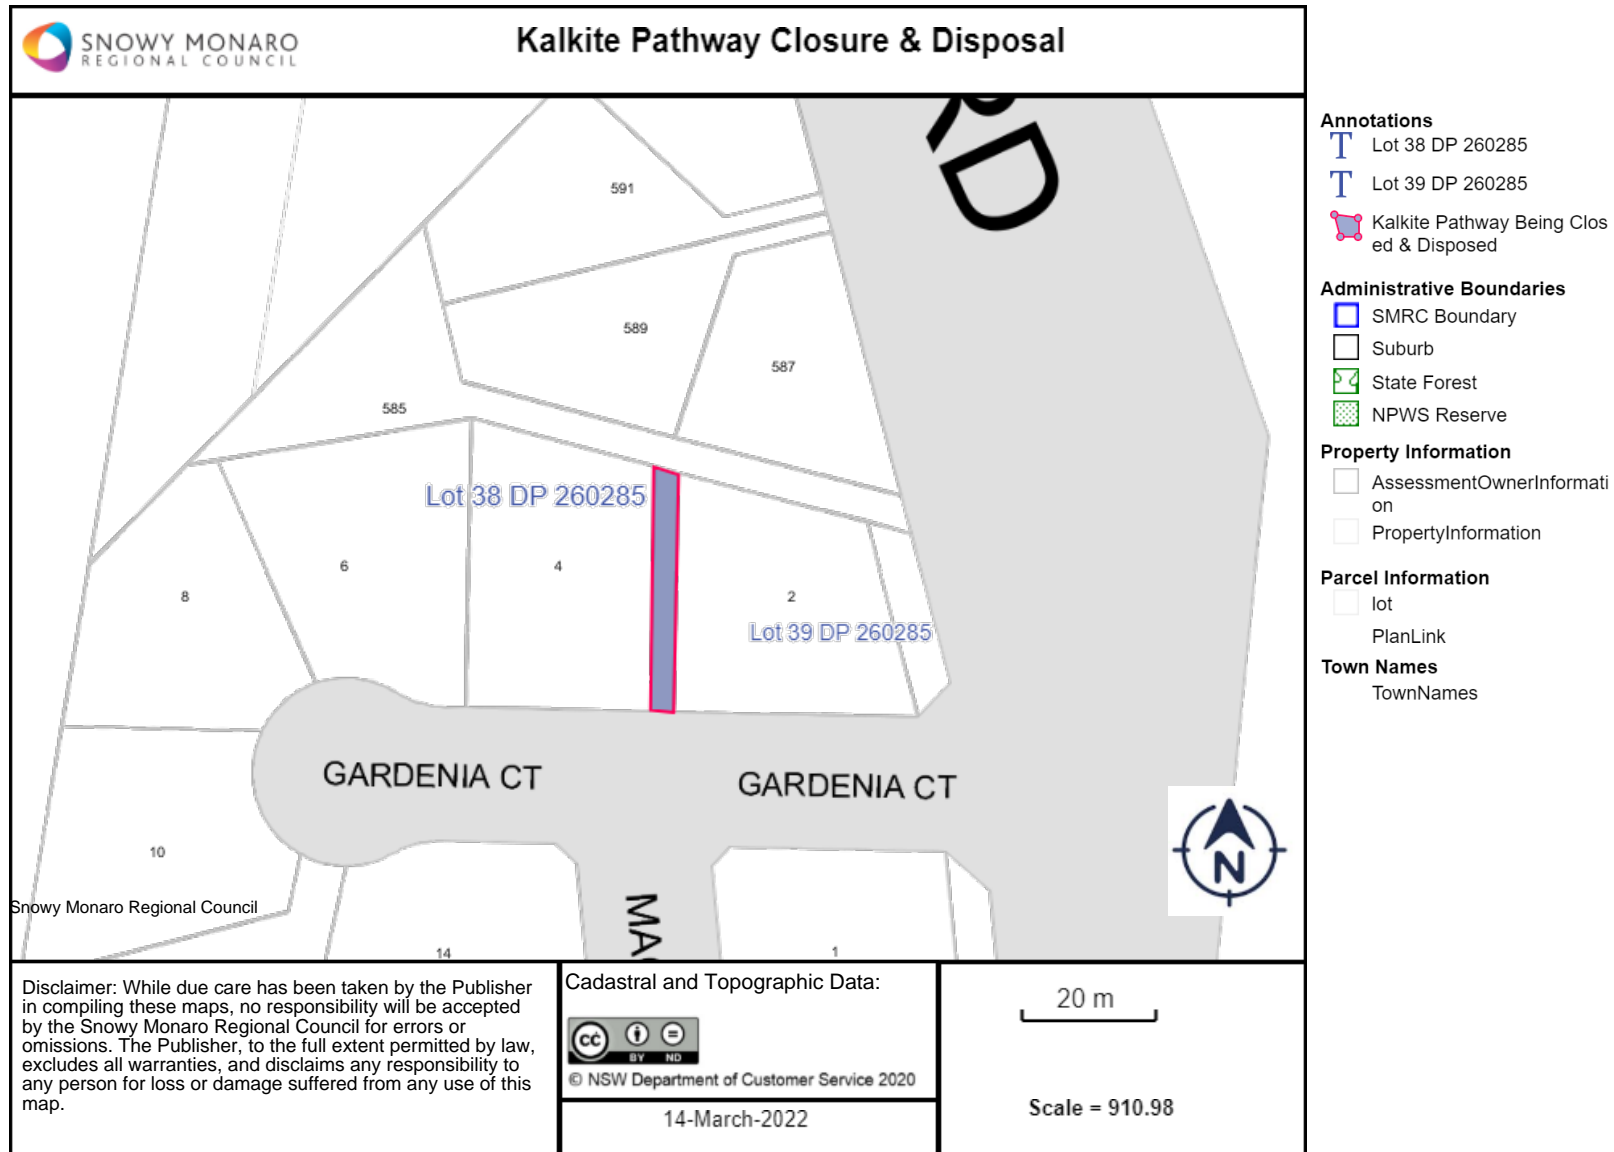 SNOWY MONARO
REGIONAL COUNCIL
Kalkite Pathway Closure & Disposal
D
591
589
587
585
Lot 38 DP 260285
6
4
8
2
Lot 39 DP 260285
GARDENIA CT
GARDENIA CT
10
Snowy Monaro Regional Council
MA
14
1
N
Annotations
T Lot 38 DP 260285
T Lot 39 DP 260285
Kalkite Pathway Being Clos
ed & Disposed
Administrative Boundaries
SMRC Boundary
Suburb
State Forest
NPWS Reserve
Property Information
AssessmentOwnerInformati
on
PropertyInformation
Parcel Information
lot
PlanLink
Town Names
TownNames
Disclaimer: While due care has been taken by the Publisher
in compiling these maps, no responsibility will be accepted
by the Snowy Monaro Regional Council for errors or
omissions. The Publisher, to the full extent permitted by law,
excludes all warranties, and disclaims any responsibility to
any person for loss or damage suffered from any use of this
map.
Cadastral and Topographic Data:
cc
BY ND
© NSW Department of Customer Service 2020
14-March-2022
20 m
Scale = 910.98